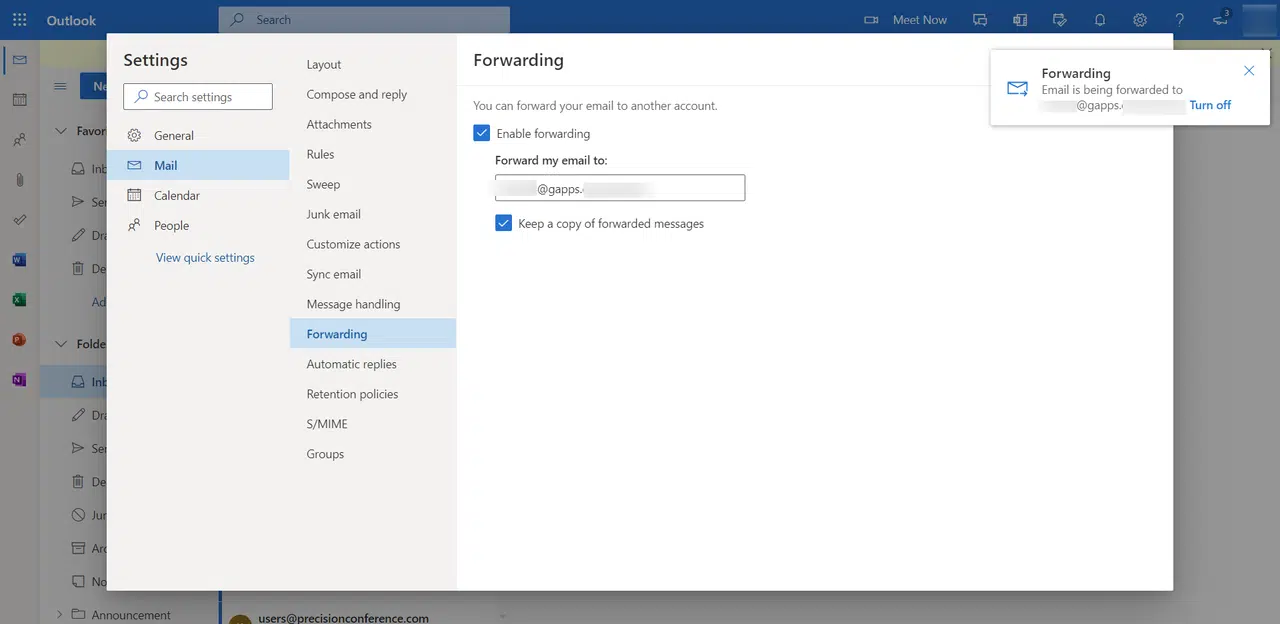 Outlook
Search
Meet Now
3
Settings
Search settings
General
Mail
Calendar
People
View quick settings
Layout
Compose and reply
Attachments
Rules
Sweep
Junk email
Customize actions
Sync email
Message handling
Forwarding
Automatic replies
Retention policies
S/MIME
Groups
Forwarding
You can forward your email to another account.
Enable forwarding
Forward my email to:
@gapps.
Keep a copy of forwarded messages
Forwarding
Email is being forwarded to
@gapps. Turn off
Ne
Favor
Inb
Ser
Dra
De
Ad
Folde
Inb
Dra
Ser
De
Jun
Arc
No
Announcement
users@precisionconference.com